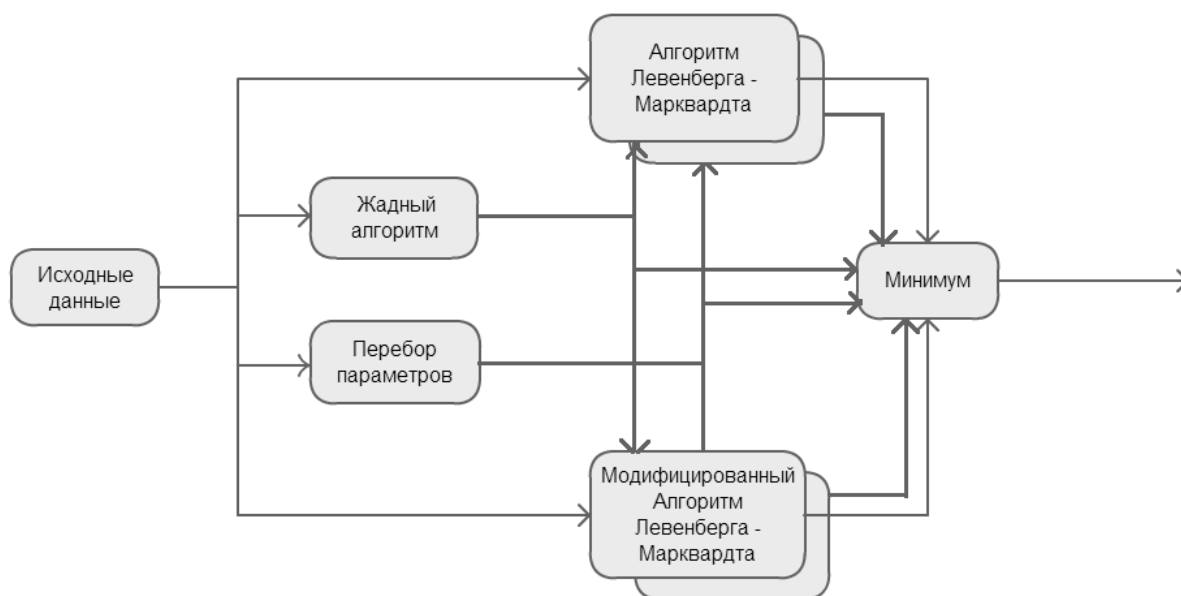 Алгоритм
Левенберга -
Марквардта
Жадный
алгоритм
Исходные
данные
Минимум
Перебор
параметров
Модифицированный
Алгоритм
Левенберга -
Марквардта